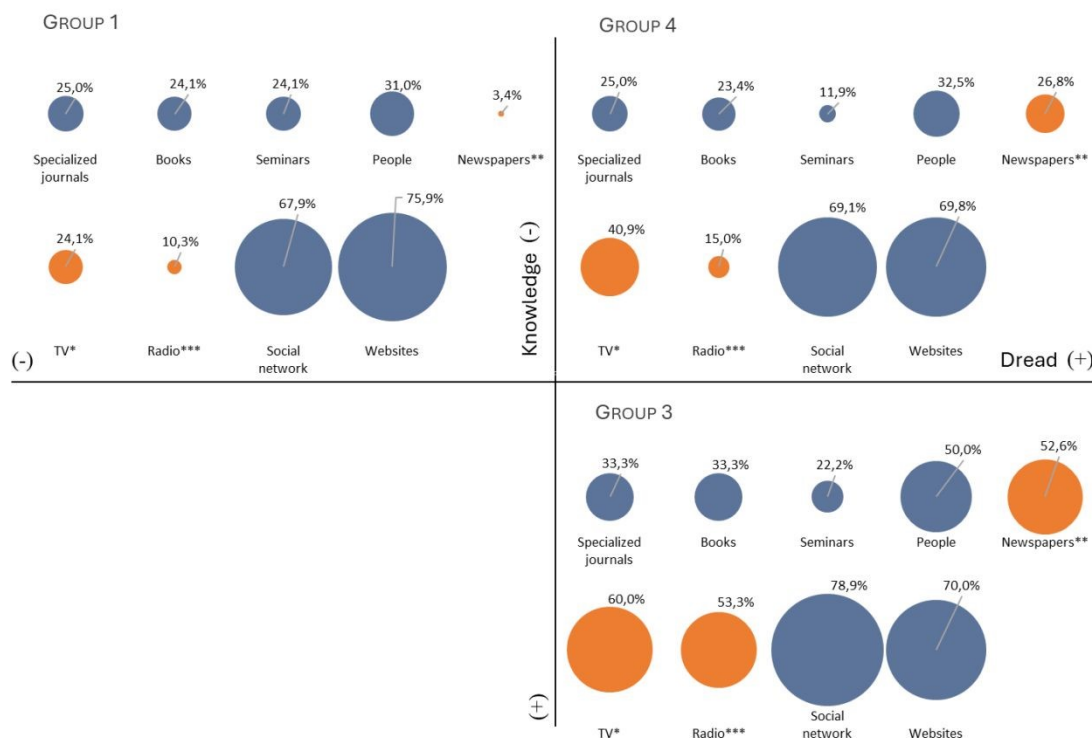 GROUP 1
25,0%
24,1%
24,1%
31,0%
3,4%
Specialized
journals
Books
Seminars
People
Newspapers**
24,1%
10,3%
67,9%
75,9%
TV*
Radio***
Social
network
Websites
(-)
Knowledge (-)
GROUP 4
25,0%
23,4%
11,9%
32,5%
26,8%
Specialized
journals
Books
Seminars
People
Newspapers**
40,9%
15,0%
69,1%
69,8%
TV*
Radio***
Social
network
Websites
Dread (+)
GROUP 3
33,3%
33,3%
22,2%
50,0%
52,6%
Specialized
journals
Books
Seminars
People
Newspapers**
60,0%
53,3%
78,9%
70,0%
TV*
Radio***
Social
network
Websites
(+)